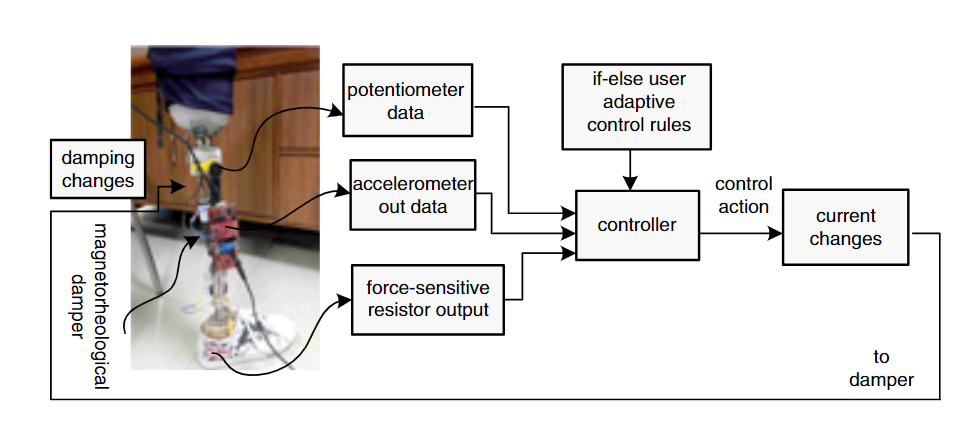 potentiometer
data
if-else user
adaptive
control rules
damping
changes
accelerometer
out data
controller
control
action
current
changes
magnetorheological
damper
force-sensitive
resistor output
to
damper